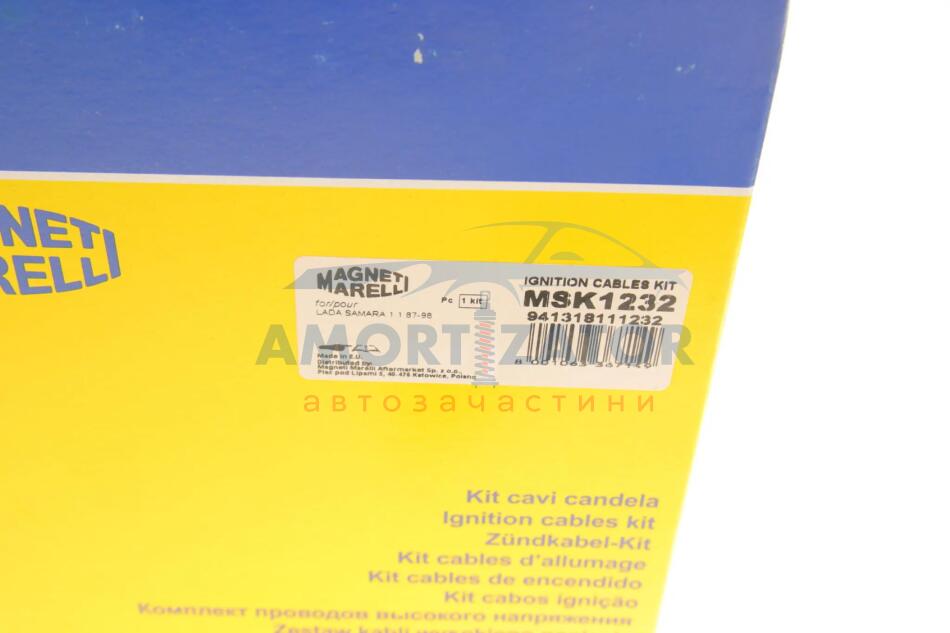 NETI
RELLI
MAGNETI
MARELLI
for/pour
LADA SAMARA 1.1 87-98
Pc 1 kit
IGNITION CABLES KIT
MSK1232
941318111232
Made in E.U.
Distributed by:
Magneti Marelli Aftermarket Sp. z o.o.,
Plac pod Lipami 5, 40-476 Katowice, Poland
AMORTIZATOR
автозачастини
Kit cavi candela
Ignition cables kit
Zündkabel-Kit
Kit cables d'allumage
Kit cables de encendido
Kit cabos ignição
Комплект проводов высокого напряжения
Zestaw kabli